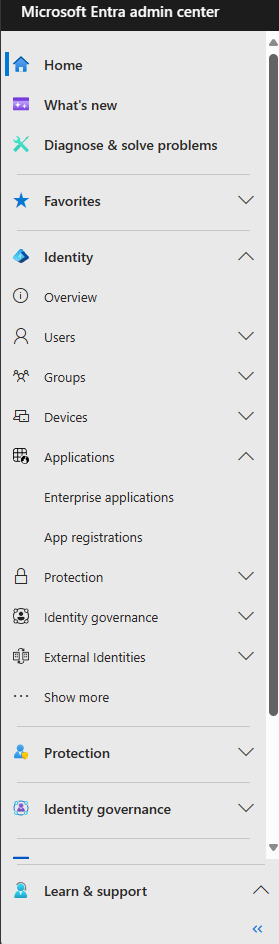 Microsoft Entra admin center
Home
What's new
Diagnose & solve problems
Favorites
Identity
Overview
Users
Groups
Devices
Applications
Enterprise applications
App registrations
Protection
Identity governance
External Identities
Show more
Protection
Identity governance
Learn & support